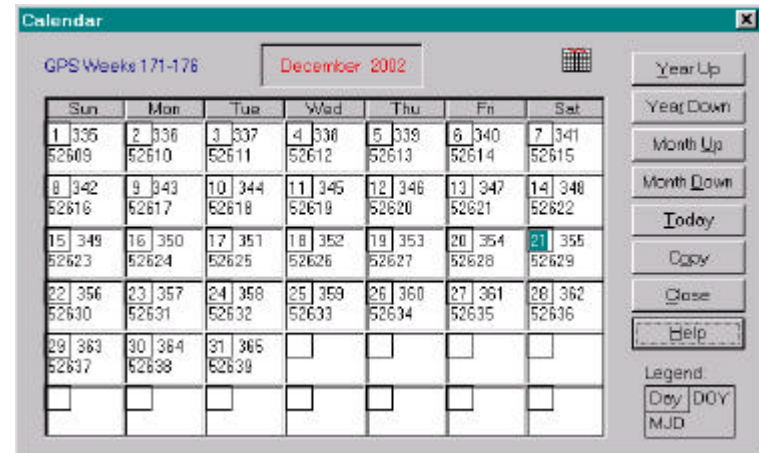 Calendar
GPS Weeks 171-176
December 2002
Year Up
Year Down
Month Up
Month Down
Today
Copy
Close
Help
Sun Mon Tue Wed Thu Fri Sat
1 335 2 336 3 337 4 338 5 339 6 340 7 341
52609 52610 52611 52612 52613 52614 52615
8 342 9 343 10 344 11 345 12 346 13 347 14 348
52616 52617 52618 52619 52620 52621 52622
15 349 16 350 17 351 18 352 19 353 20 354 21 355
52623 52624 52625 52626 52627 52628 52629
22 356 23 357 24 358 25 359 26 360 27 361 28 362
52630 52631 52632 52633 52634 52635 52636
29 363 30 364 31 365
52637 52638 52639
Legend:
Day DOY
MJD